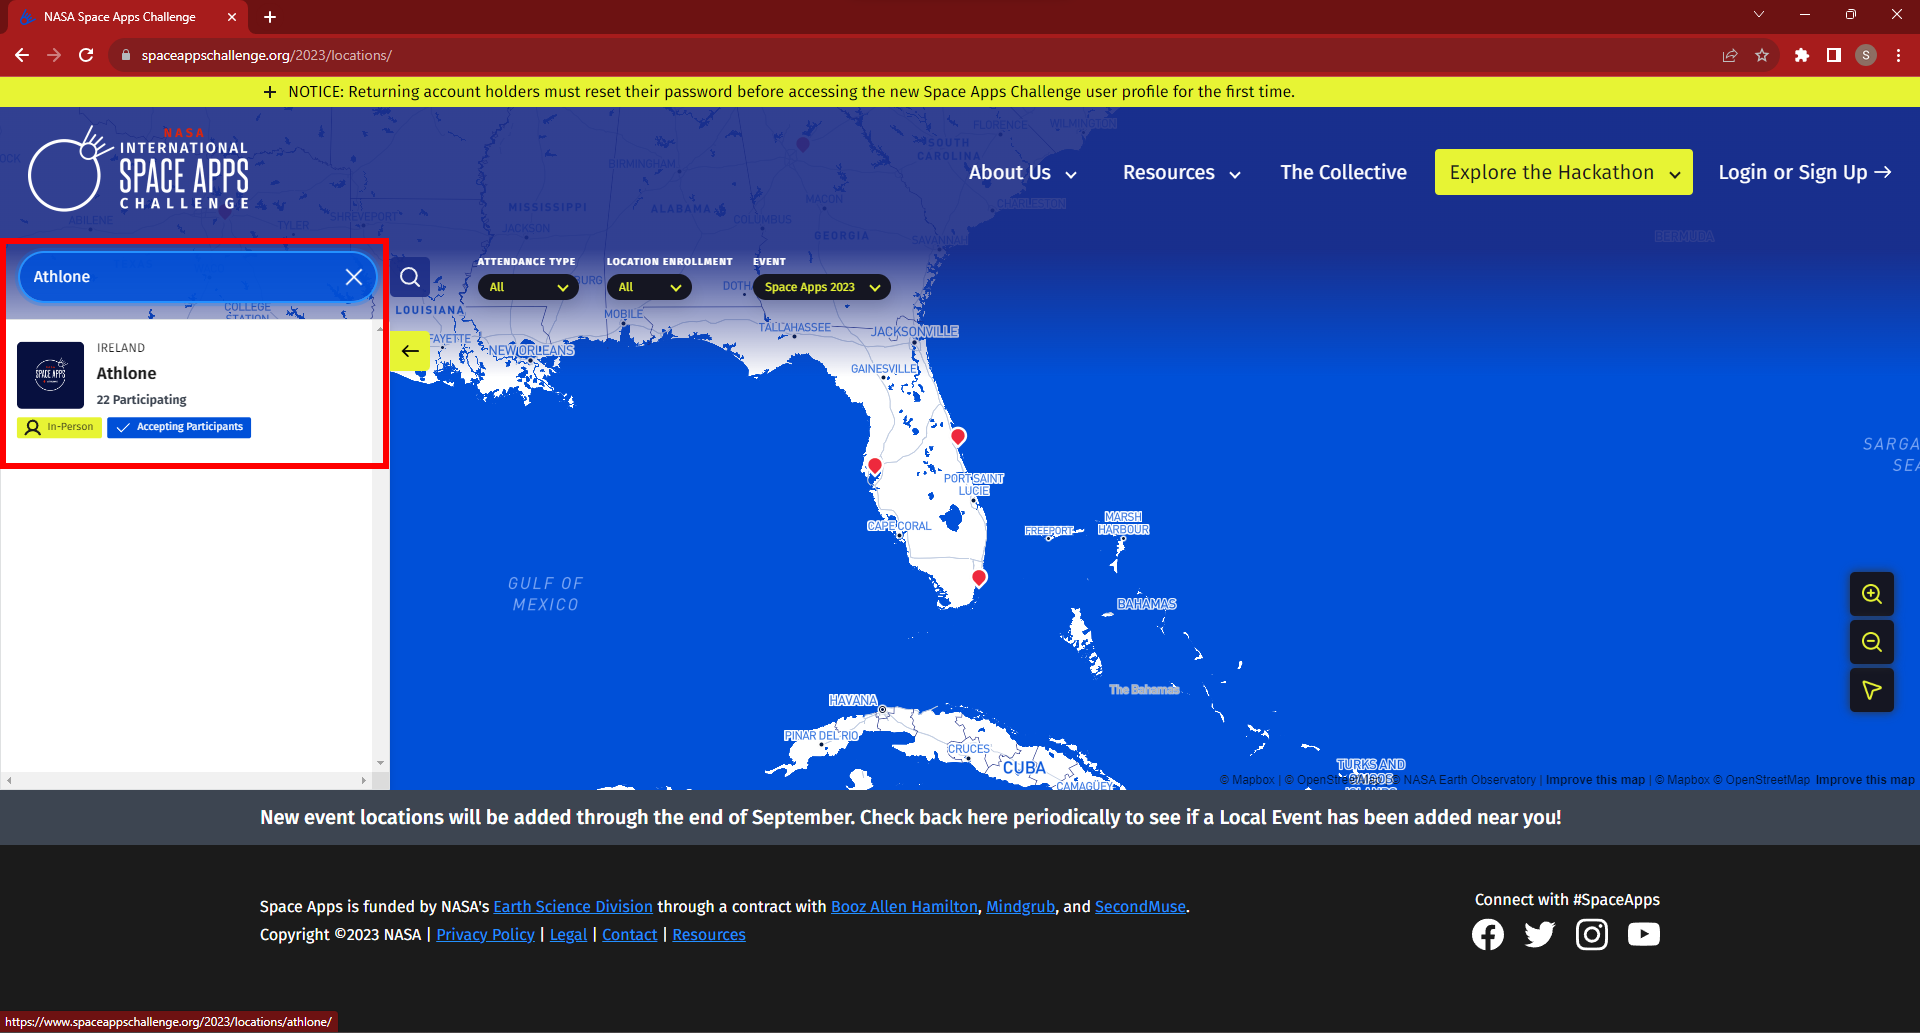 NASA Space Apps Challenge
spaceappschallenge.org/2023/locations/
S
NOTICE: Returning account holders must reset their password before accessing the new Space Apps Challenge user profile for the first time.
NASA
INTERNATIONAL
SPACE APPS
CHALLENGE
About Us
Resources
The Collective
Explore the Hackathon
Login or Sign Up
FLORENCE
WILMINGTON
SOUTH
CAROLINA
BIRMINGHAM
MACON
CHARLESTON
MISSISSIPPI
ALABAMA
SHREVEPORT
ABILENE
TYLER
JACKSON
COLUMBUS
GEORGIA
SAVANNAH
BERMUDA
Athlone
ATTENDANCE TYPE
All
LOCATION ENROLLMENT
All
EVENT
Space Apps 2023
COLLEGE
STATION
LOUISIANA
MOBILE
TALLAHASSEE
JACKSONVILLE
NEW ORLEANS
GAINESVILLE
IRELAND
Athlone
22 Participating
In-Person
Accepting Participants
SPACE APPS
PORT SAINT
LUCIE
CAPE CORAL
FREEPORT
MARSH
HARBOUR
GULF OF
MEXICO
BAHAMAS
The Bahamas
HAVANA
PINAR DEL RIO
CRUCES
CUBA
CAMAGUEY
TURKS AND
© Mapbox | © OpenStreetMap © NASA Earth Observatory | Improve this map | © Mapbox © OpenStreetMap Improve this map
New event locations will be added through the end of September. Check back here periodically to see if a Local Event has been added near you!
Space Apps is funded by NASA's Earth Science Division through a contract with Booz Allen Hamilton, Mindgrub, and SecondMuse.
Copyright ©2023 NASA | Privacy Policy | Legal | Contact | Resources
Connect with #SpaceApps
https://www.spaceappschallenge.org/2023/locations/athlone/